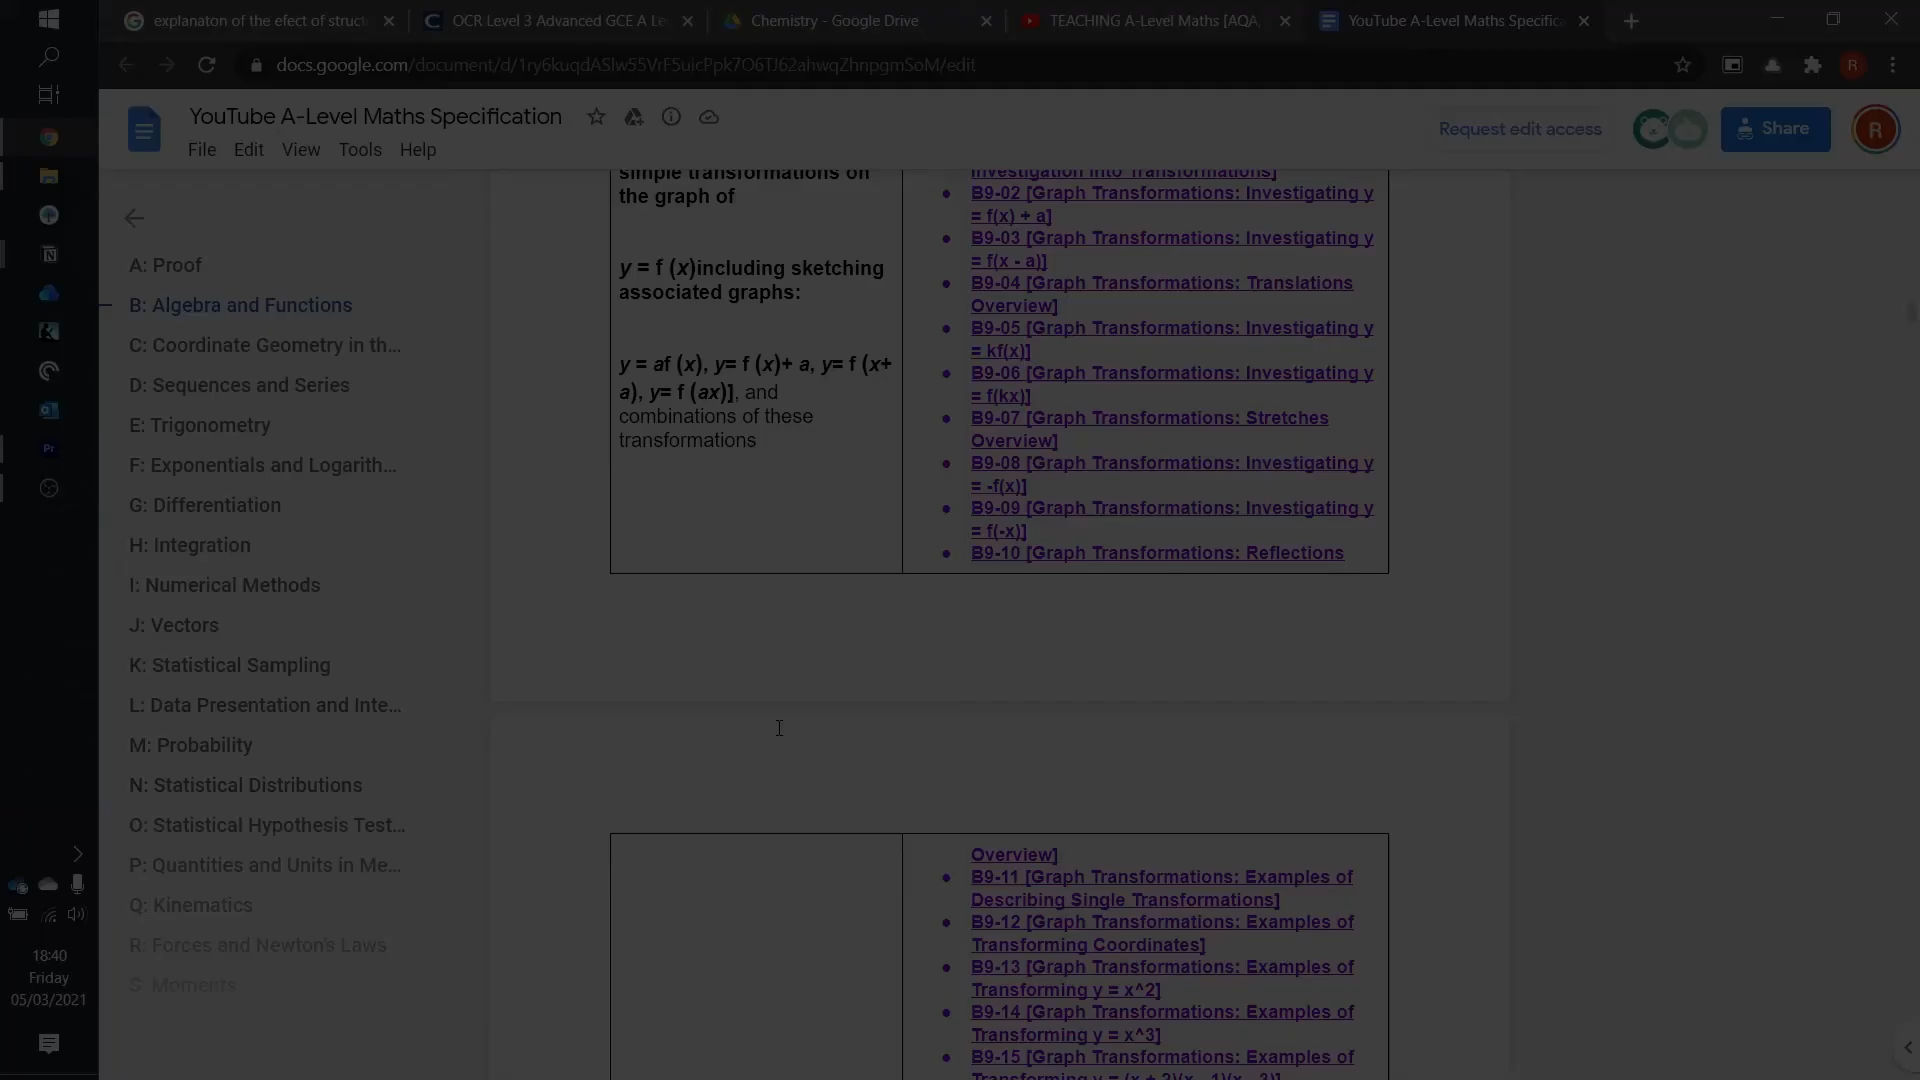 explanaton of the efect of struct
OCR Level 3 Advanced GCE A Le
Chemistry - Google Drive
TEACHING A-Level Maths [AQA,
YouTube A-Level Maths Specifica
docs.google.com/document/d/1ry6kuqdASlw55VrF5uicPpk7O6TJ62ahwqZhnpgmSoM/edit
R
YouTube A-Level Maths Specification
File Edit View Tools Help
Request edit access
Share
R
A: Proof
B: Algebra and Functions
C: Coordinate Geometry in th...
D: Sequences and Series
E: Trigonometry
F: Exponentials and Logarith...
G: Differentiation
H: Integration
I: Numerical Methods
J: Vectors
K: Statistical Sampling
L: Data Presentation and Inte...
M: Probability
N: Statistical Distributions
O: Statistical Hypothesis Test...
P: Quantities and Units in Me...
Q: Kinematics
R: Forces and Newton's Laws
S: Moments
simple transformations on
the graph of
y = f (x)including sketching
associated graphs:
y = af (x), y= f (x)+ a, y= f (x+
a), y= f (ax)], and
combinations of these
transformations
Investigation into Transformations]
B9-02 [Graph Transformations: Investigating y
= f(x) + a]
B9-03 [Graph Transformations: Investigating y
= f(x - a)]
B9-04 [Graph Transformations: Translations
Overview]
B9-05 [Graph Transformations: Investigating y
= kf(x)]
B9-06 [Graph Transformations: Investigating y
= f(kx)]
B9-07 [Graph Transformations: Stretches
Overview]
B9-08 [Graph Transformations: Investigating y
= -f(x)]
B9-09 [Graph Transformations: Investigating y
= f(-x)]
B9-10 [Graph Transformations: Reflections
Overview]
B9-11 [Graph Transformations: Examples of
Describing Single Transformations]
B9-12 [Graph Transformations: Examples of
Transforming Coordinates]
B9-13 [Graph Transformations: Examples of
Transforming y = x^2]
B9-14 [Graph Transformations: Examples of
Transforming y = x^3]
B9-15 [Graph Transformations: Examples of
Transforming y = (x + 2)(x - 1)(x - 3)]
Pr
18:40
Friday
05/03/2021